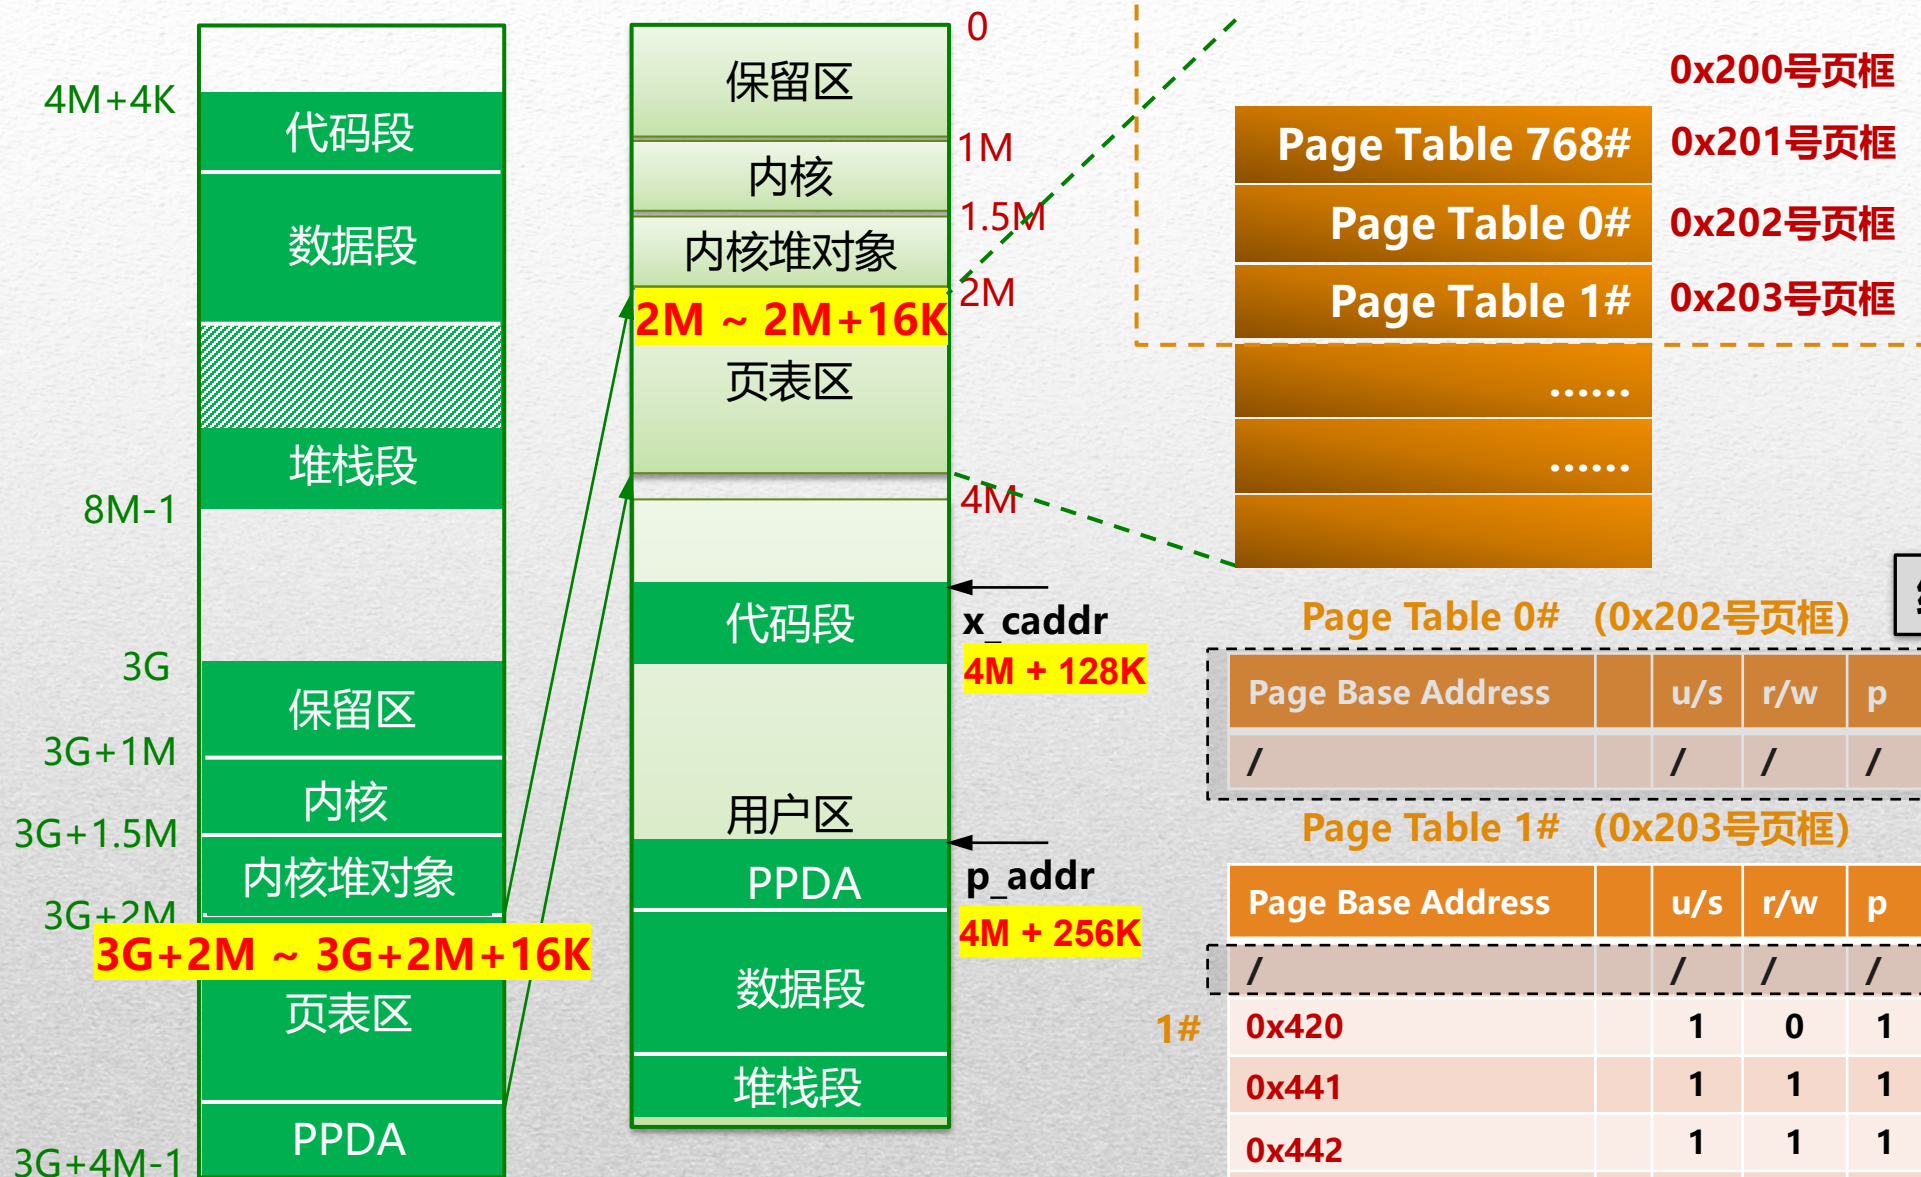 4M+4K
代码段
数据段
堆栈段
8M-1
3G
保留区
3G+1M
内核
3G+1.5M
内核堆对象
3G+2M
3G+2M ~ 3G+2M+16K
页表区
PPDA
3G+4M-1
0
保留区
1M
内核
1.5M
内核堆对象
2M
2M ~ 2M+16K
页表区
4M
代码段
x_caddr
4M + 128K
用户区
PPDA
p_addr
4M + 256K
数据段
堆栈段
0x200号页框
Page Table 768# 0x201号页框
Page Table 0# 0x202号页框
Page Table 1# 0x203号页框
......
......
Page Table 0# (0x202号页框)
Page Base Address u/s r/w p
/ / / /
Page Table 1# (0x203号页框)
Page Base Address u/s r/w p
/ / / /
1# 0x420 1 0 1
0x441 1 1 1
0x442 1 1 1